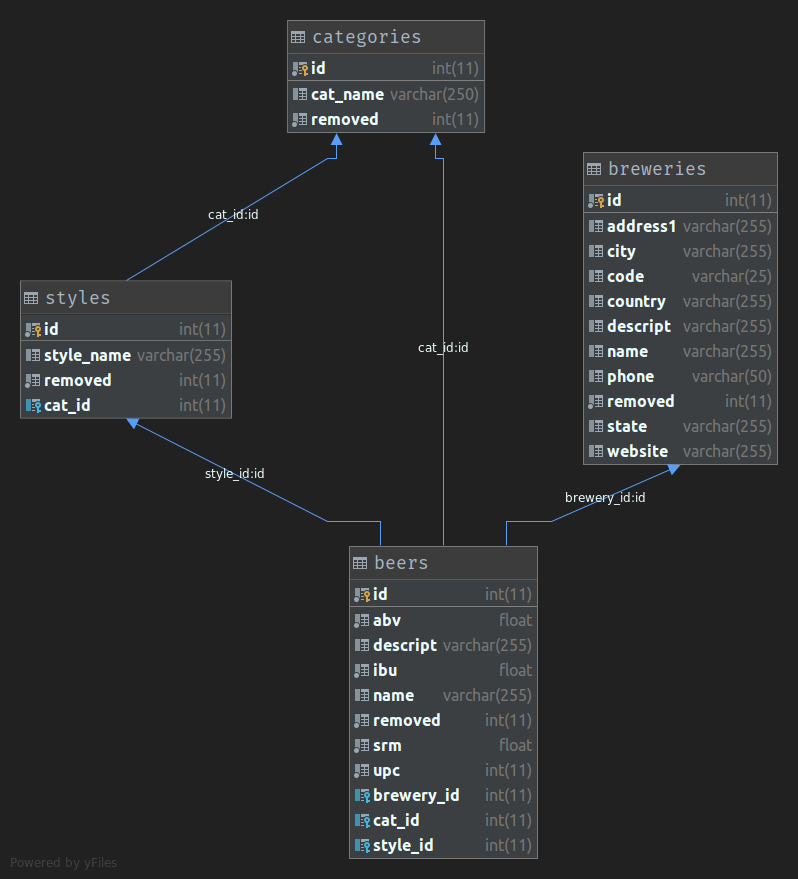 categories
id int(11)
cat_name varchar(250)
removed int(11)
breweries
id int(11)
address1 varchar(255)
city varchar(255)
code varchar(25)
country varchar(255)
descript varchar(255)
name varchar(255)
phone varchar(50)
removed int(11)
state varchar(255)
website varchar(255)
cat_id:id
styles
id int(11)
style_name varchar(255)
removed int(11)
cat_id int(11)
cat_id:id
style_id:id
brewery_id:id
beers
id int(11)
abv float
descript varchar(255)
ibu float
name varchar(255)
removed int(11)
srm float
upc int(11)
brewery_id int(11)
cat_id int(11)
style_id int(11)
Powered by yFiles